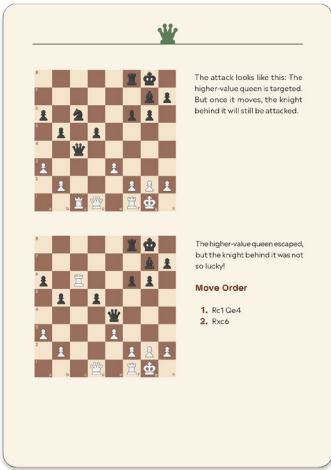 The attack looks like this: The
higher-value queen is targeted.
But once it moves, the knight
behind it will still be attacked.
The higher-value queen escaped,
but the knight behind it was not
so lucky!
Move Order
1. Rc1 Qe4
2. Rxc6